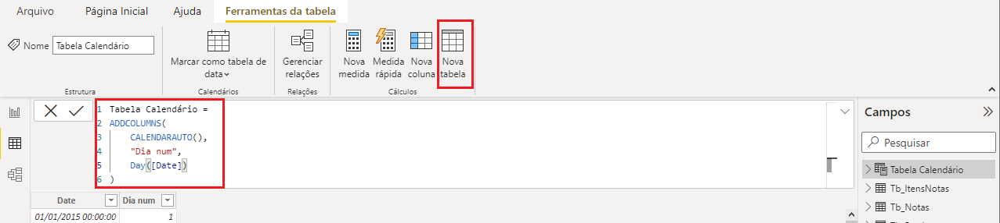 Arquivo Página Inicial Ajuda Ferramentas da tabela
Nome Tabela Calendário
Marcar como tabela de
data
Gerenciar
relações
Nova
medida
Medida
rápida
Nova
coluna
Nova
tabela
Estrutura Calendários Relações Cálculos
1 Tabela Calendário =
2 ADDCOLUMNS(
3 CALENDARAUTO(),
4 "Dia num",
5 Day([Date])
6 )
Date Dia num
01/01/2015 00:00:00 1
Campos
Pesquisar
Tabela Calendário
Tb_ItensNotas
Tb_Notas